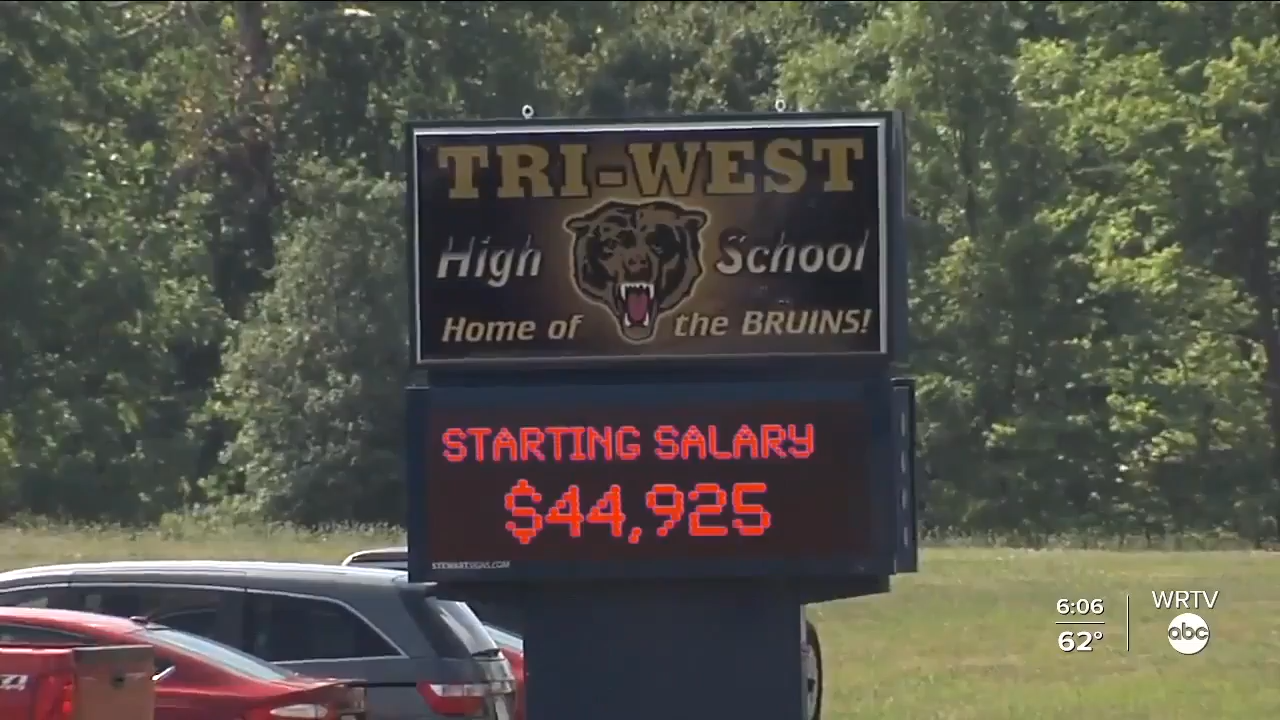 TRI-WEST
High School
Home of the BRUINS!
STARTING SALARY
$44,925
STEWARTSIGNS.COM
6:06
62°
WRTV
abc